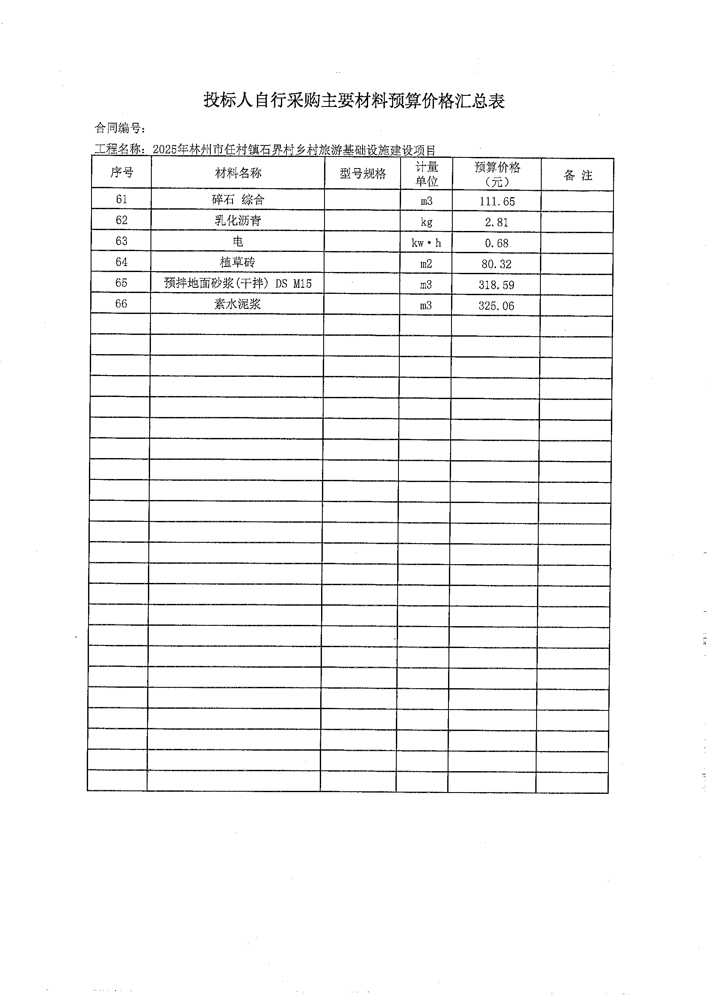 投标人自行采购主要材料预算价格汇总表
合同编号：
工程名称：2025年林州市任村镇石界村乡村旅游基础设施建设项目
序号 材料名称 型号规格 计量单位 预算价格（元） 备 注
61 碎石 综合 m3 111.65
62 乳化沥青 kg 2.81
63 电 kw·h 0.68
64 植草砖 m2 80.32
65 预拌地面砂浆(干拌) DS M15 m3 318.59
66 素水泥浆 m3 325.06